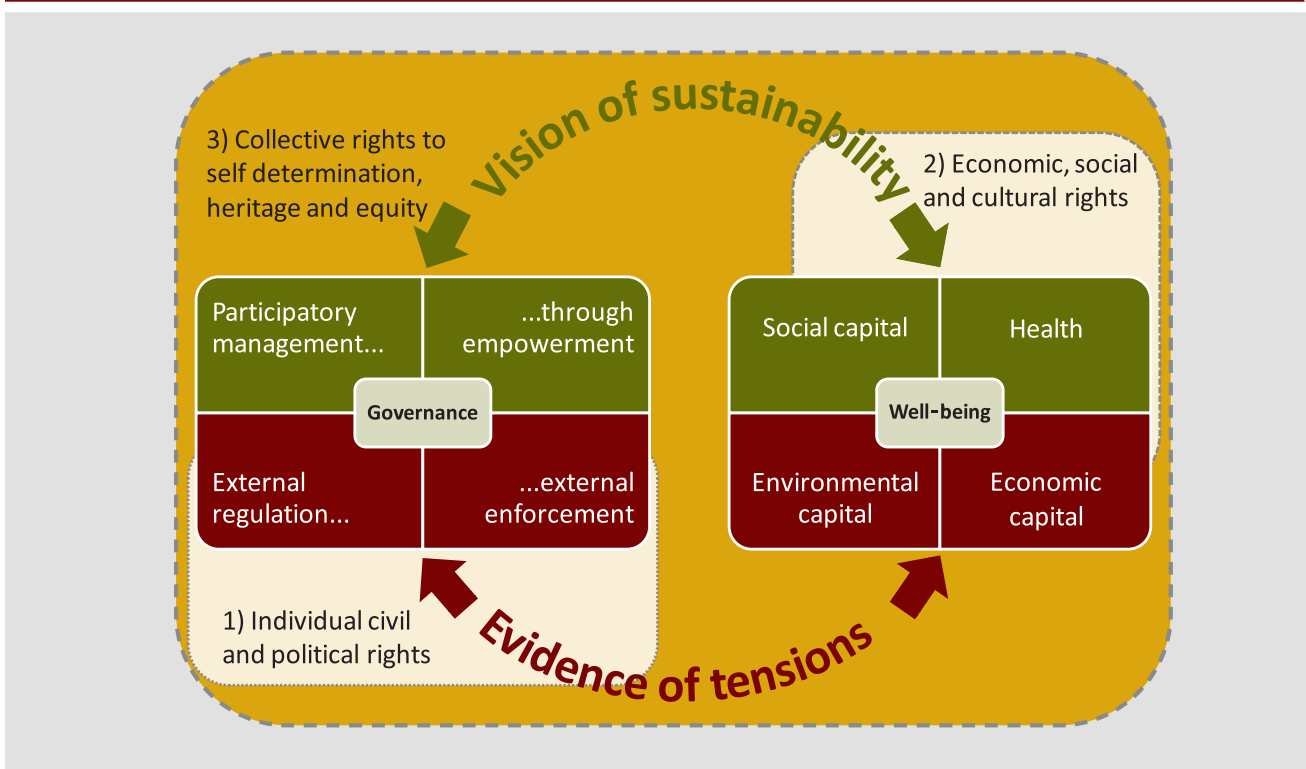 Vision of sustainability
3) Collective rights to
self determination,
heritage and equity
2) Economic, social
and cultural rights
Participatory
management...
...through
empowerment
Governance
External
regulation...
...external
enforcement
Social capital
Health
Well-being
Environmental
capital
Economic
capital
1) Individual civil
and political rights
Evidence of tensions